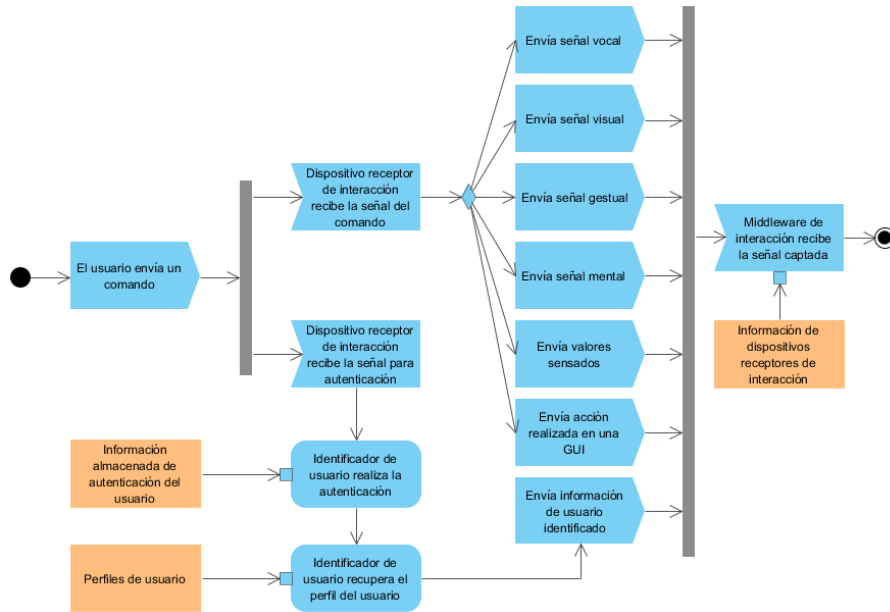 El usuario envía un
comando
Dispositivo receptor
de interacción
recibe la señal del
comando
Dispositivo receptor
de interacción
recibe la señal para
autenticación
Información
almacenada de
autenticación del
usuario
Identificador de
usuario realiza la
autenticación
Perfiles de usuario
Identificador de
usuario recupera el
perfil del usuario
Envía señal vocal
Envía señal visual
Envía señal gestual
Envía señal mental
Envía valores
sensados
Envía acción
realizada en una
GUI
Envía información
de usuario
identificado
Middleware de
interacción recibe
la señal captada
Información de
dispositivos
receptores de
interacción